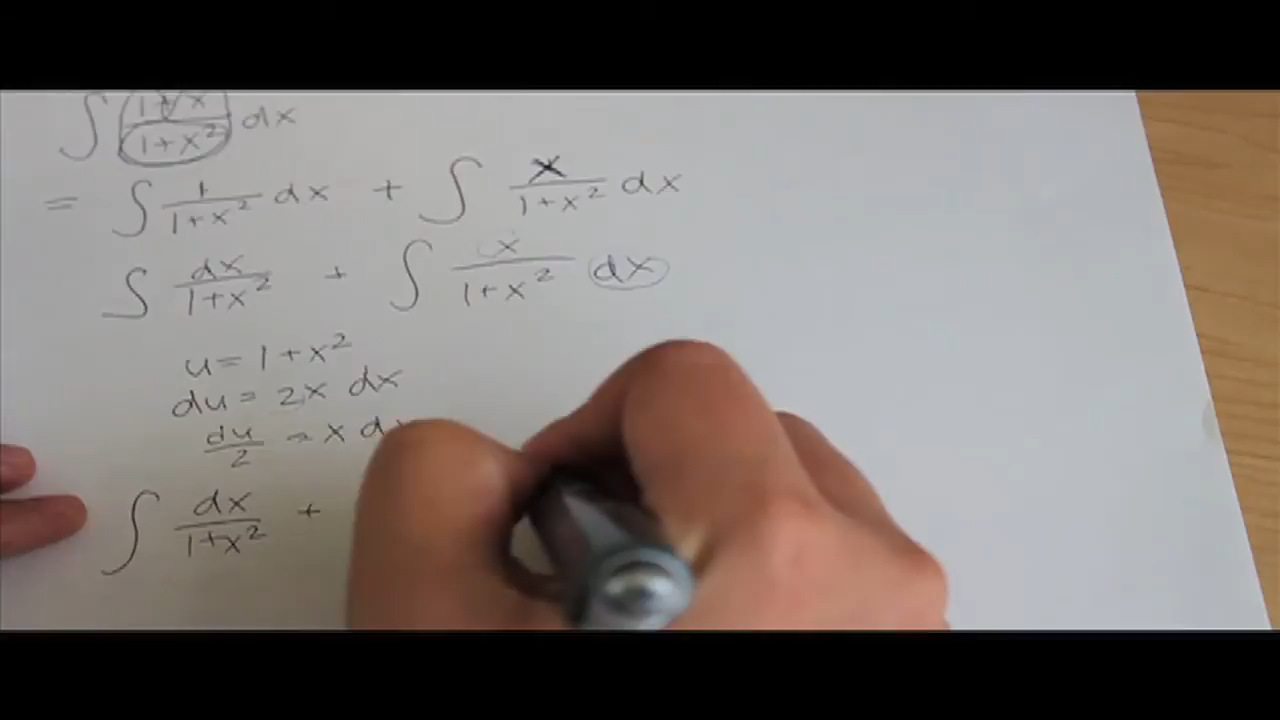 ∫ (1+x)/(1+x²) dx
= ∫ 1/(1+x²) dx + ∫ x/(1+x²) dx
∫ dx/(1+x²) + ∫ x/(1+x²) dx
u = 1+x²
du = 2x dx
du/2 = x dx
∫ dx/(1+x²) +